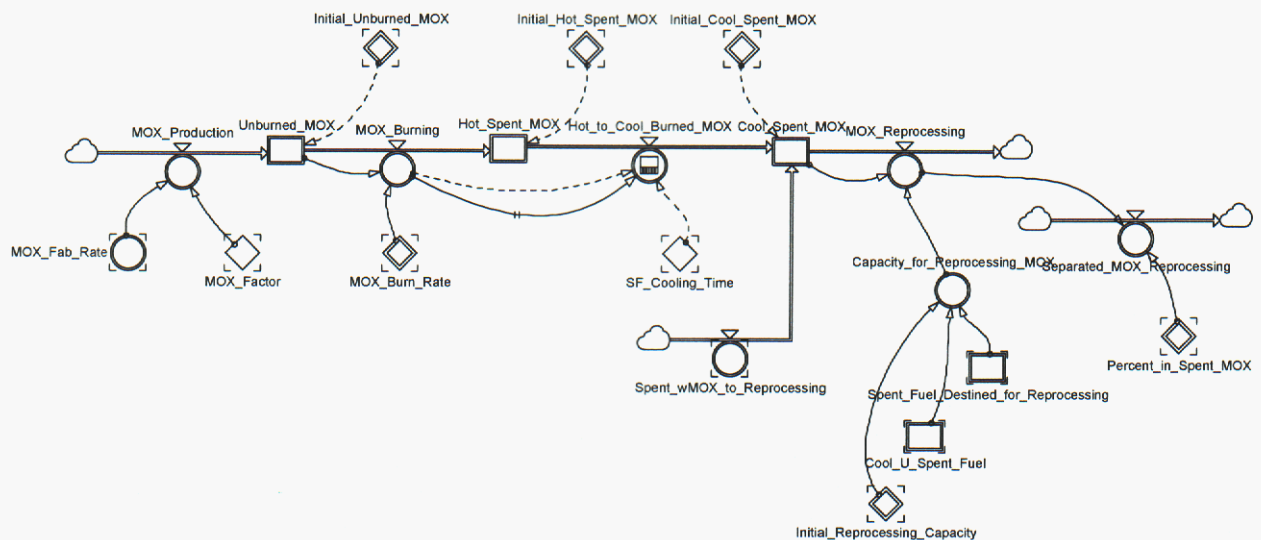 Initial_Unburned_MOX
Initial_Hot_Spent_MOX
Initial_Cool_Spent_MOX
MOX_Production
Unburned_MOX
MOX_Burning
Hot_Spent_MOX
Hot_to_Cool_Burned_MOX
Cool_Spent_MOX
MOX_Reprocessing
MOX_Fab_Rate
MOX_Factor
MOX_Burn_Rate
SF_Cooling_Time
Capacity_for_Reprocessing_MOX
Separated_MOX_Reprocessing
Spent_wMOX_to_Reprocessing
Percent_in_Spent_MOX
Spent_Fuel_Destined_for_Reprocessing
Cool_U_Spent_Fuel
Initial_Reprocessing_Capacity